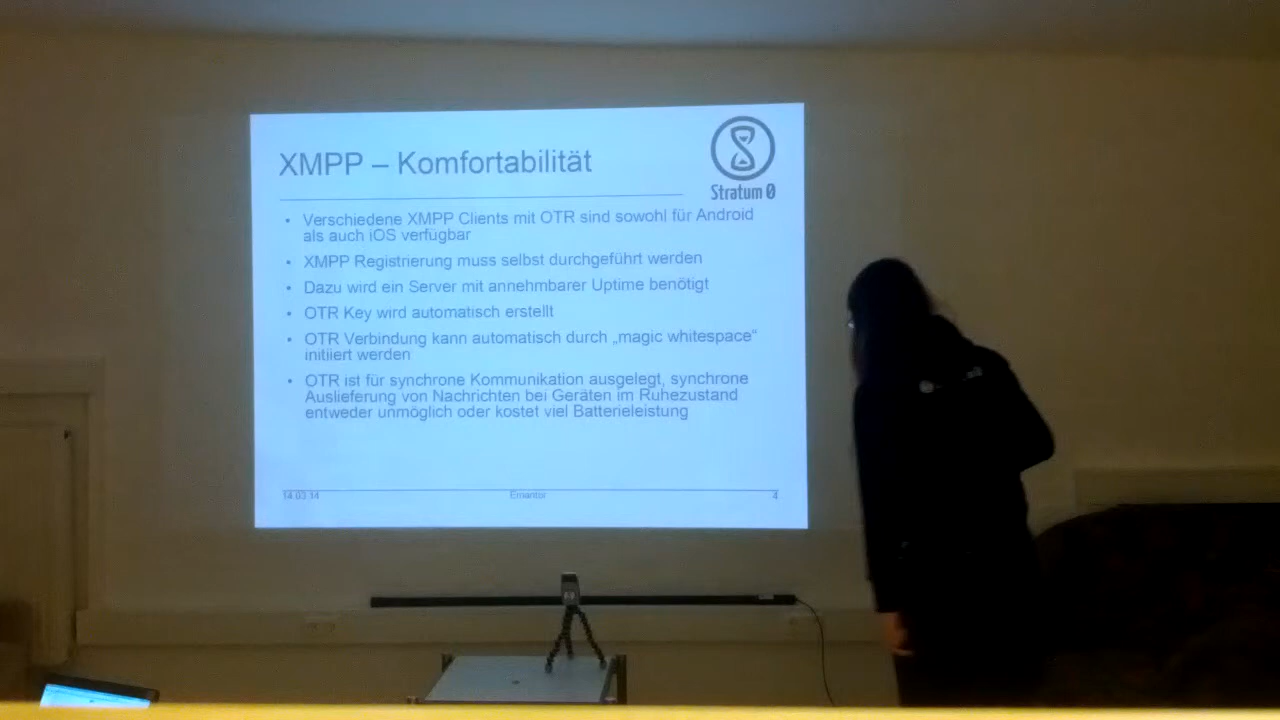 XMPP – Komfortabilität
Stratum 0
• Verschiedene XMPP Clients mit OTR sind sowohl für Android
als auch iOS verfügbar
• XMPP Registrierung muss selbst durchgeführt werden
• Dazu wird ein Server mit annehmbarer Uptime benötigt
• OTR Key wird automatisch erstellt
• OTR Verbindung kann automatisch durch „magic whitespace“
initiiert werden
• OTR ist für synchrone Kommunikation ausgelegt, synchrone
Auslieferung von Nachrichten bei Geräten im Ruhezustand
entweder unmöglich oder kostet viel Batterieleistung
14.03.14
Emantor
4